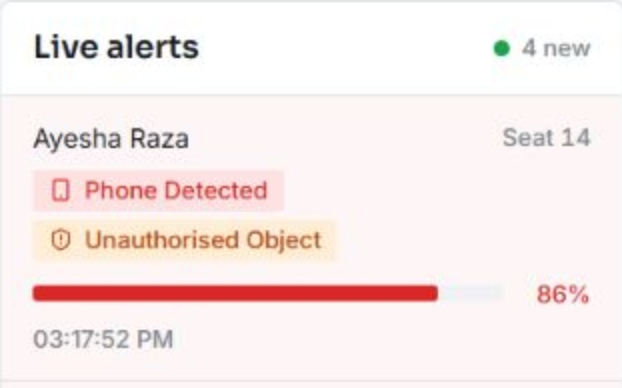 Live alerts
4 new
Ayesha Raza
Seat 14
Phone Detected
Unauthorised Object
86%
03:17:52 PM